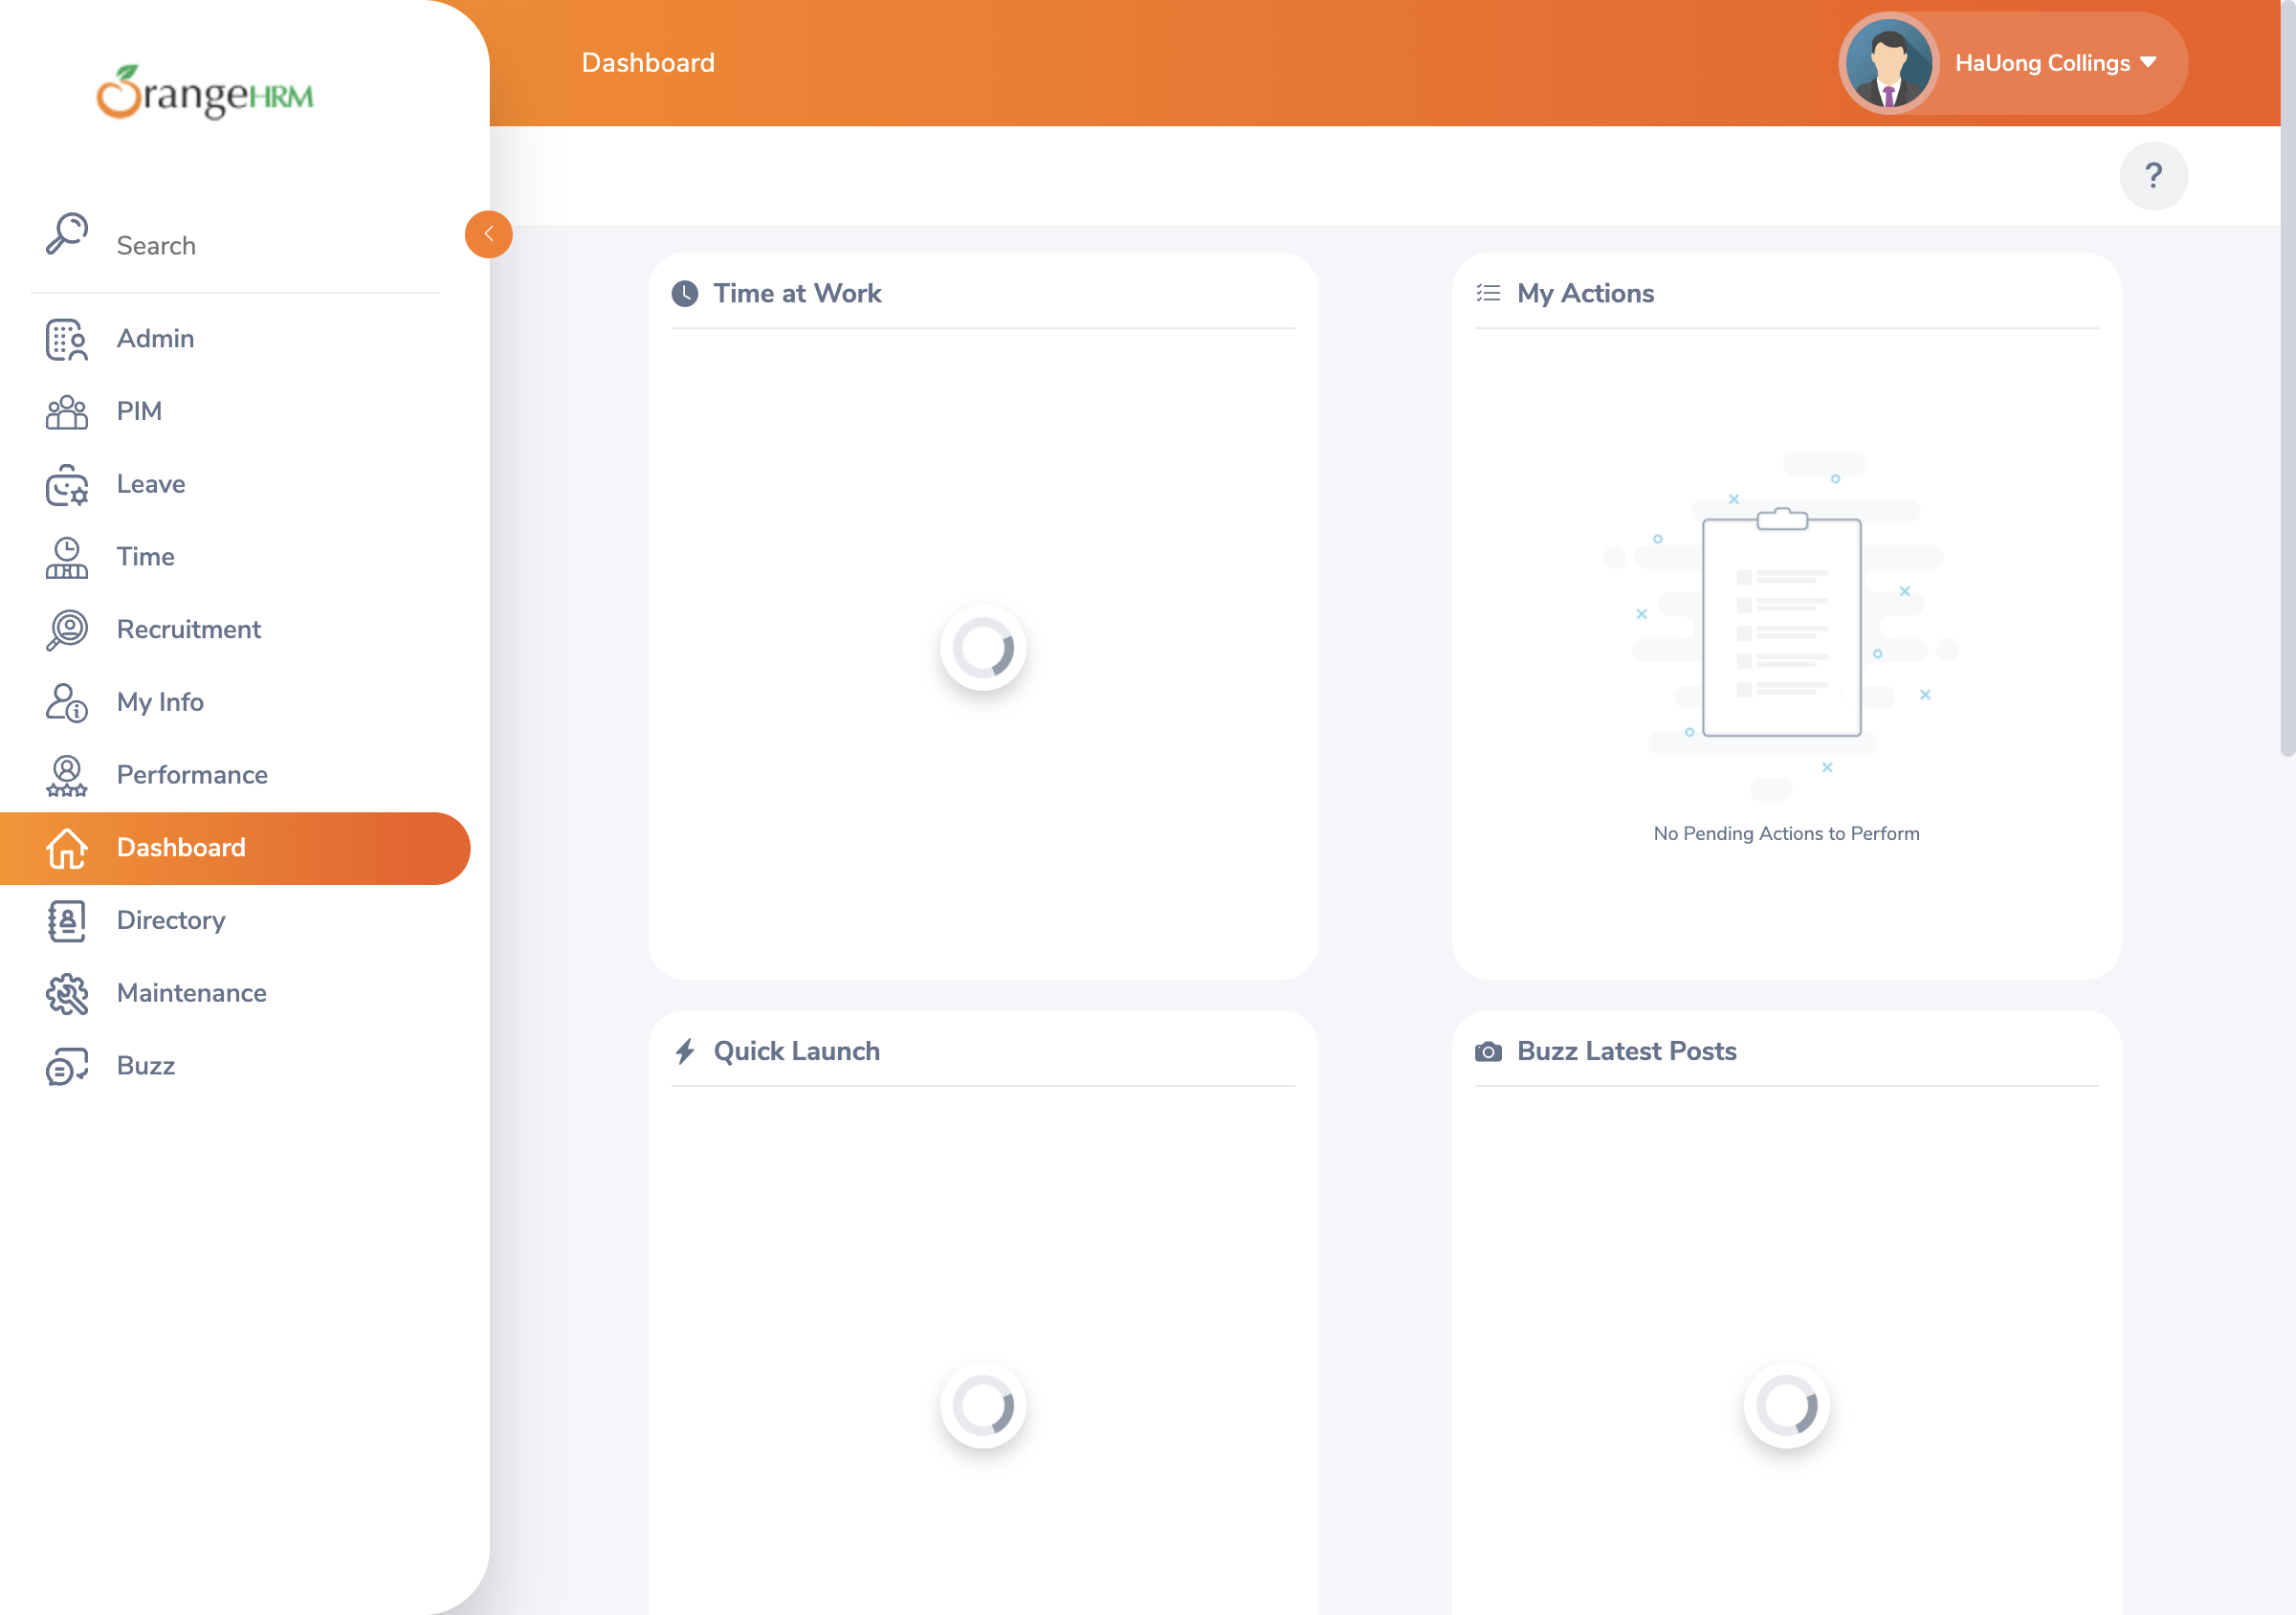 OrangeHRM
Dashboard
HaUong Collings
?
Search
Admin
PIM
Leave
Time
Recruitment
My Info
Performance
Dashboard
Directory
Maintenance
Buzz
Time at Work
My Actions
No Pending Actions to Perform
Quick Launch
Buzz Latest Posts